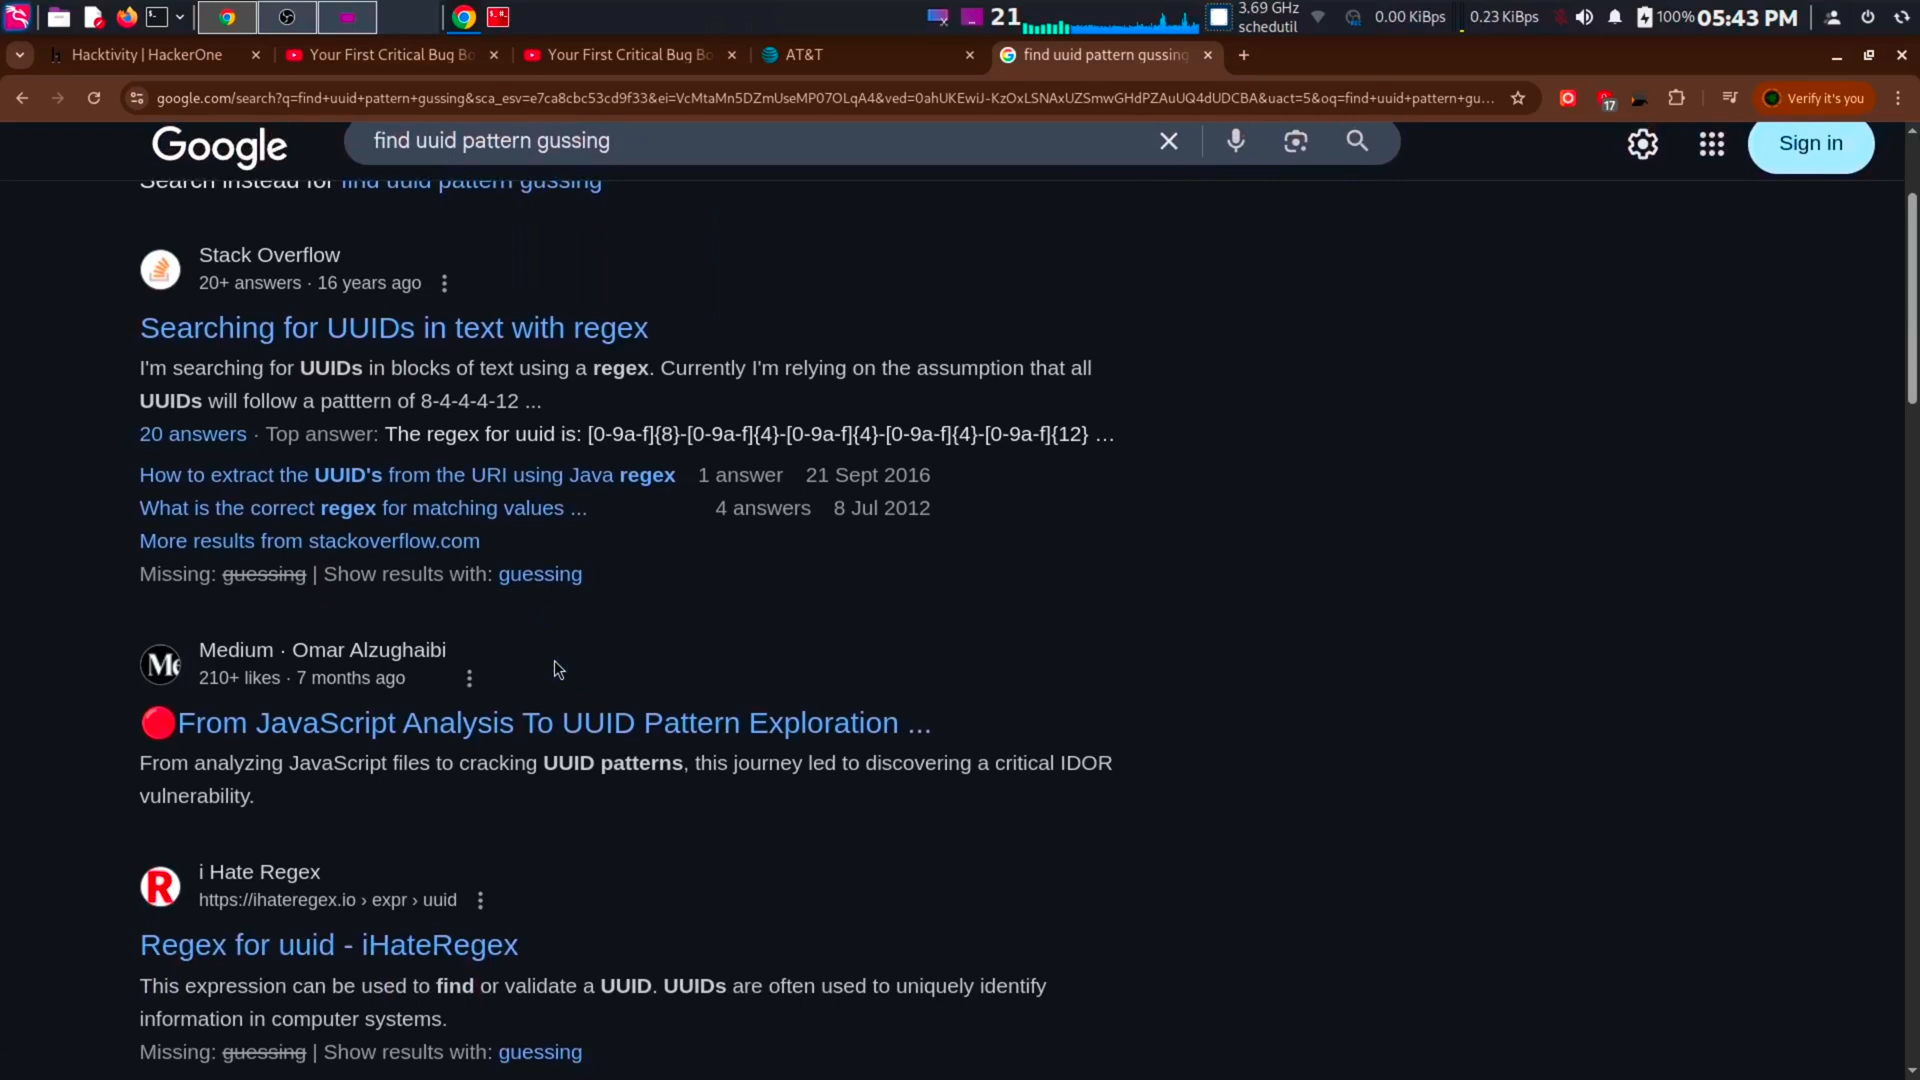 21
3.69 GHz
schedutil
0.00 KiBps
0.23 KiBps
100%
05:43 PM
Hacktivity | HackerOne
Your First Critical Bug Bo
Your First Critical Bug Bo
AT&T
find uuid pattern gussing
google.com/search?q=find+uuid+pattern+gussing&sca_esv=e7ca8cbc53cd9f33&ei=VcMtaMn5DZmUseMP07OLqA4&ved=0ahUKEwiJ-KzOxLSNAxUZSmwGHdPZAuUQ4dUDCBA&uact=5&oq=find+uuid+pattern+gu...
17
Verify it's you
Google
find uuid pattern gussing
Sign in
Search instead for find uuid pattern gussing
Stack Overflow
20+ answers · 16 years ago
Searching for UUIDs in text with regex
I'm searching for UUIDs in blocks of text using a regex. Currently I'm relying on the assumption that all
UUIDs will follow a patttern of 8-4-4-4-12 ...
20 answers · Top answer: The regex for uuid is: [0-9a-f]{8}-[0-9a-f]{4}-[0-9a-f]{4}-[0-9a-f]{4}-[0-9a-f]{12} …
How to extract the UUID's from the URI using Java regex 1 answer 21 Sept 2016
What is the correct regex for matching values ... 4 answers 8 Jul 2012
More results from stackoverflow.com
Missing: guessing | Show results with: guessing
Medium · Omar Alzughaibi
210+ likes · 7 months ago
From JavaScript Analysis To UUID Pattern Exploration ...
From analyzing JavaScript files to cracking UUID patterns, this journey led to discovering a critical IDOR
vulnerability.
i Hate Regex
https://ihateregex.io › expr › uuid
Regex for uuid - iHateRegex
This expression can be used to find or validate a UUID. UUIDs are often used to uniquely identify
information in computer systems.
Missing: guessing | Show results with: guessing